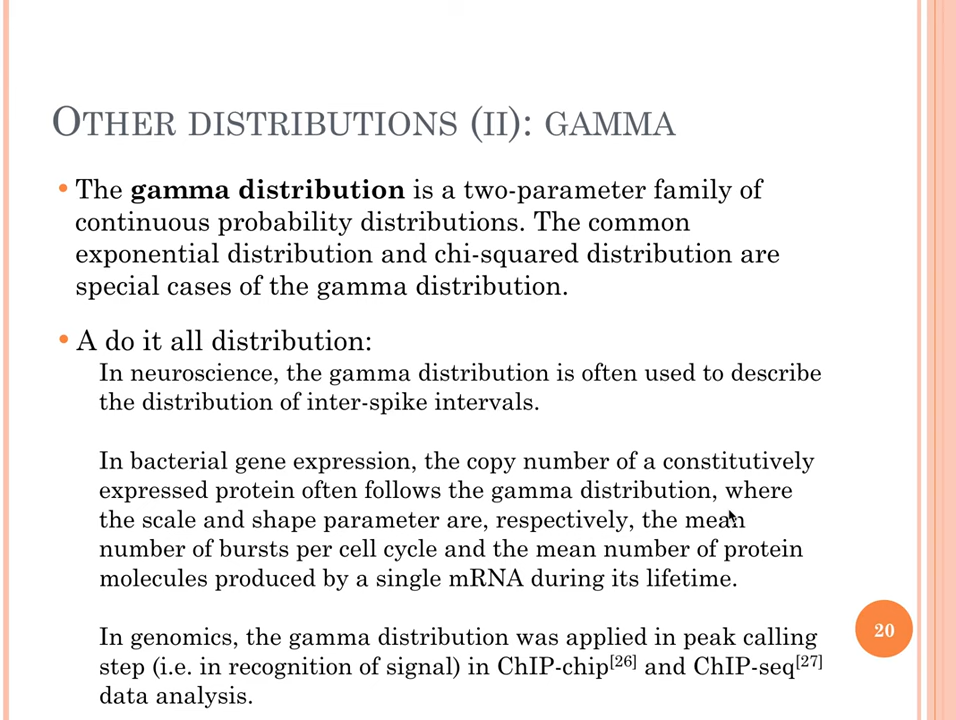 OTHER DISTRIBUTIONS (II): GAMMA
• The gamma distribution is a two-parameter family of
continuous probability distributions. The common
exponential distribution and chi-squared distribution are
special cases of the gamma distribution.
• A do it all distribution:
In neuroscience, the gamma distribution is often used to describe
the distribution of inter-spike intervals.
In bacterial gene expression, the copy number of a constitutively
expressed protein often follows the gamma distribution, where
the scale and shape parameter are, respectively, the mean
number of bursts per cell cycle and the mean number of protein
molecules produced by a single mRNA during its lifetime.
In genomics, the gamma distribution was applied in peak calling
step (i.e. in recognition of signal) in ChIP-chip[26] and ChIP-seq[27]
data analysis.
20